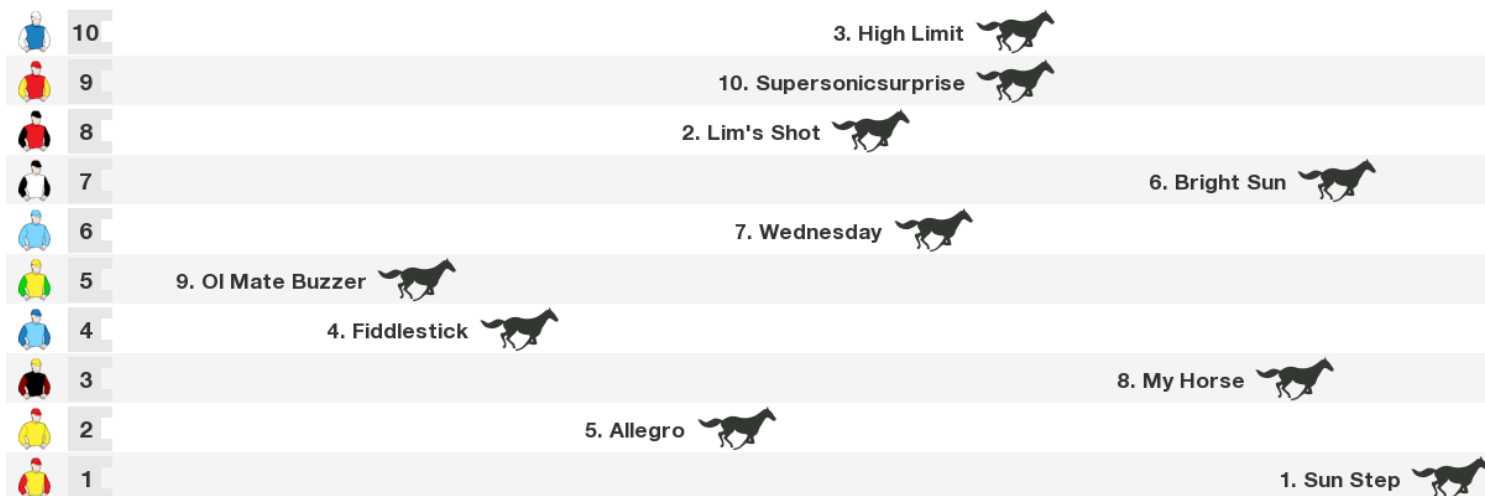 10 3. High Limit
9 10. Supersonicsurprise
8 2. Lim's Shot
7 6. Bright Sun
6 7. Wednesday
5 9. Ol Mate Buzzer
4 4. Fiddlestick
3 8. My Horse
2 5. Allegro
1 1. Sun Step